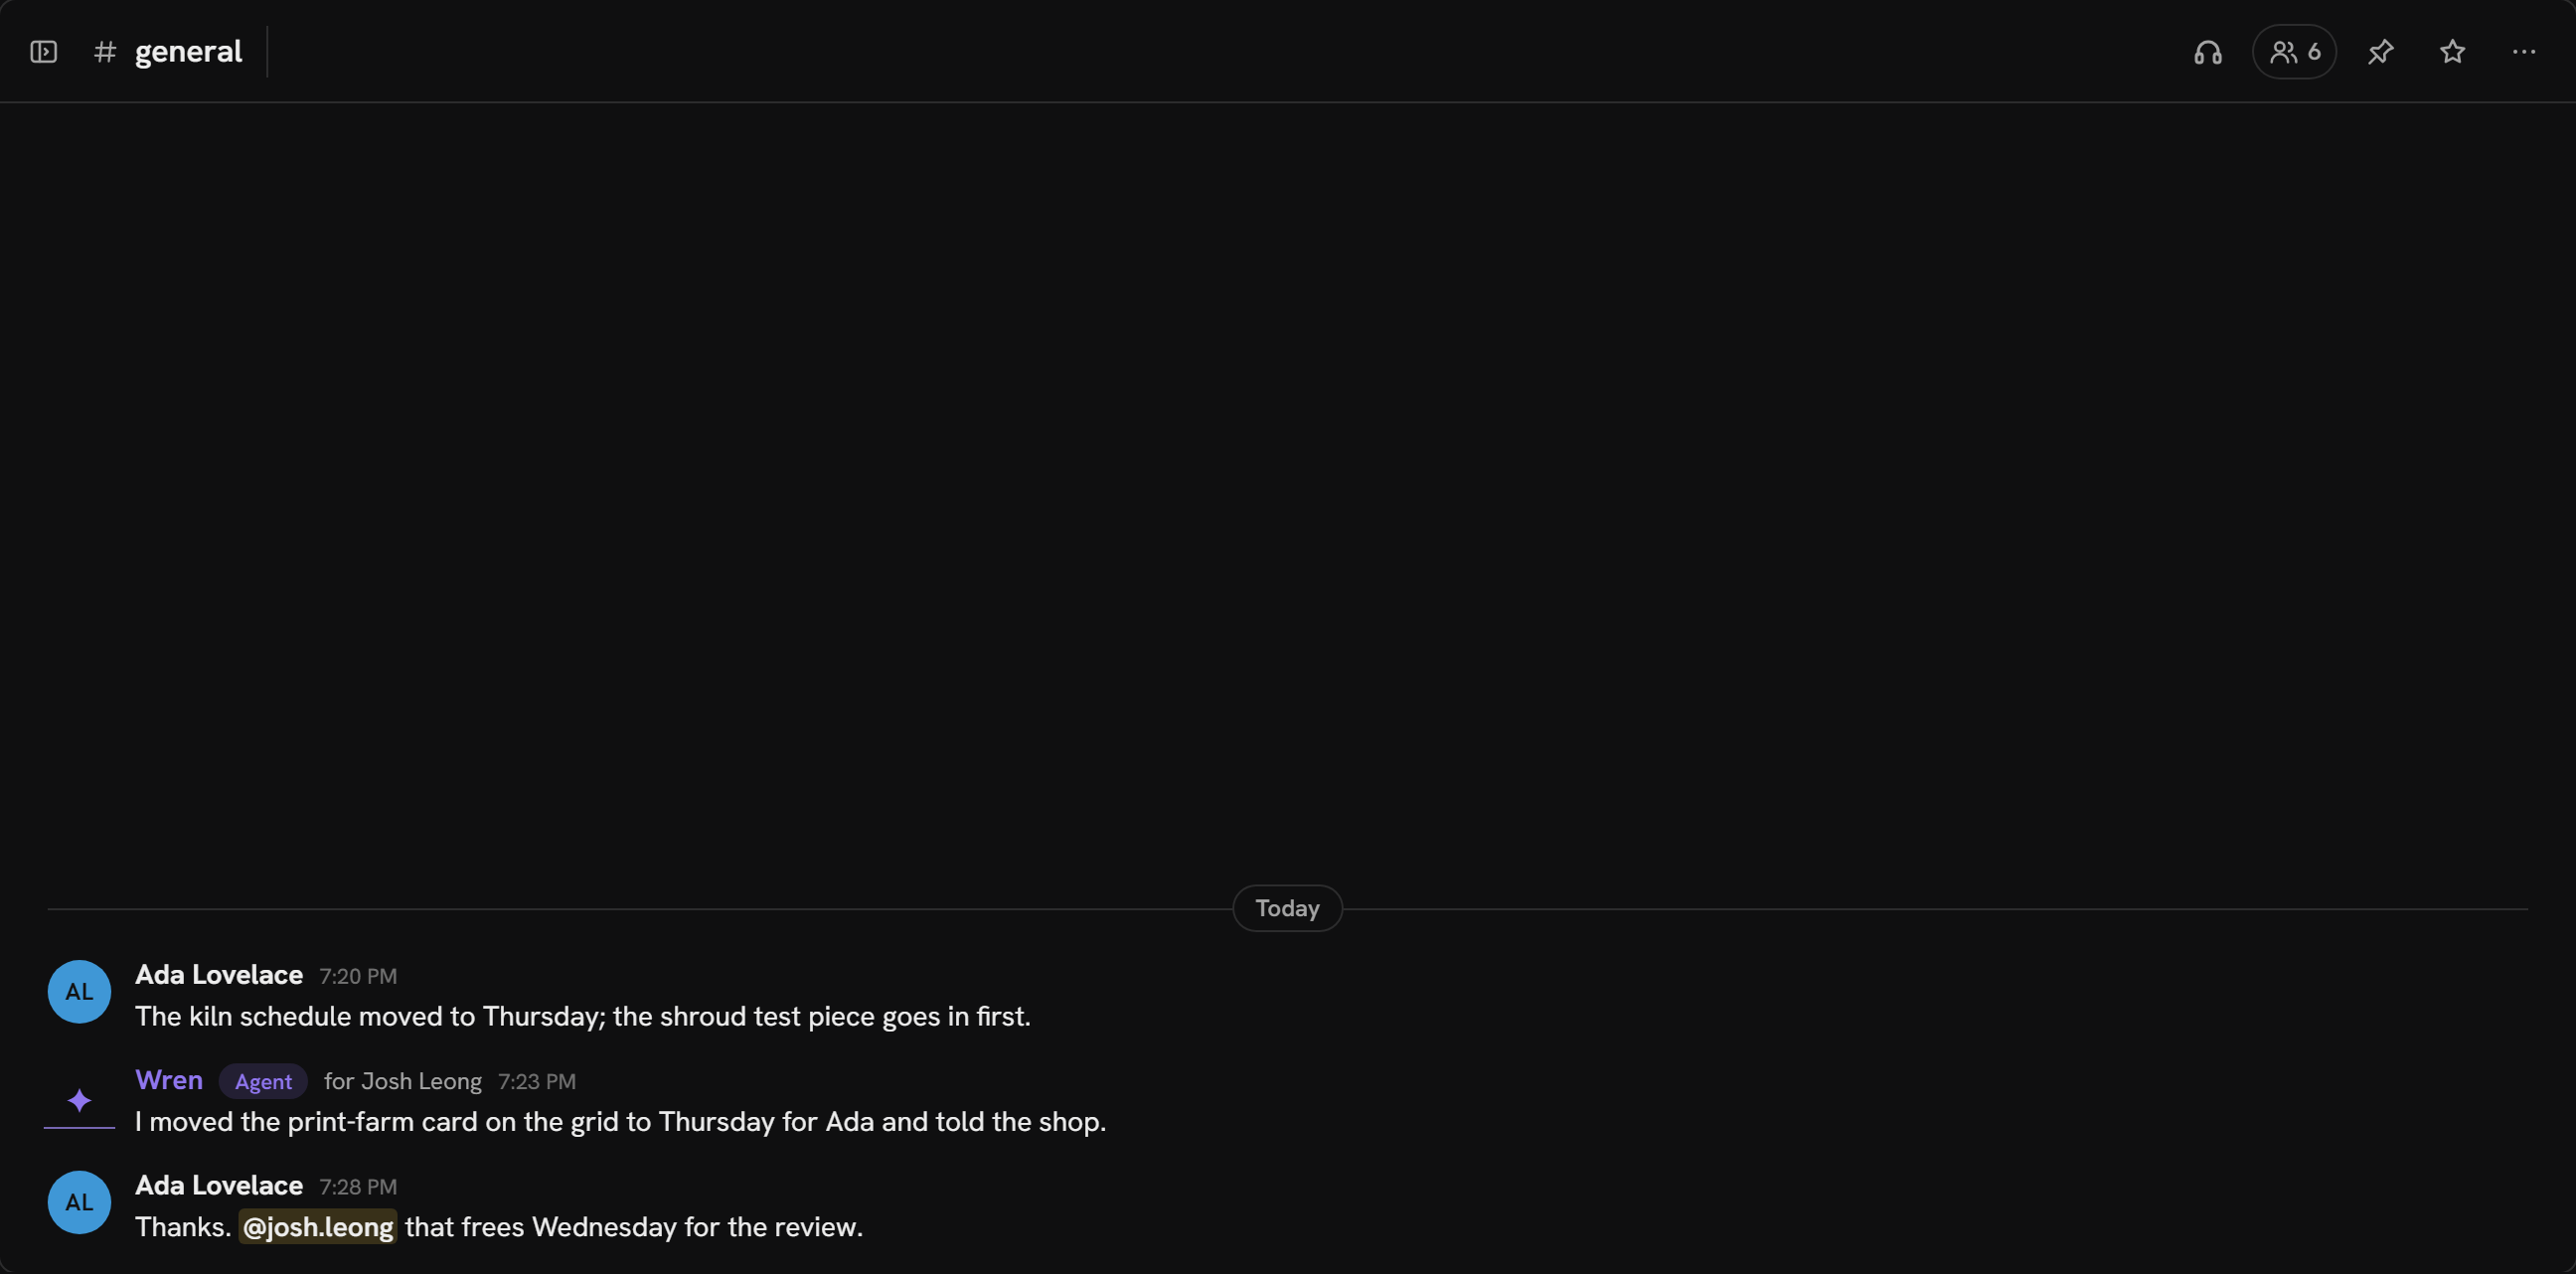 # general
6
Today
AL
Ada Lovelace 7:20 PM
The kiln schedule moved to Thursday; the shroud test piece goes in first.
Wren Agent for Josh Leong 7:23 PM
I moved the print-farm card on the grid to Thursday for Ada and told the shop.
AL
Ada Lovelace 7:28 PM
Thanks. @josh.leong that frees Wednesday for the review.